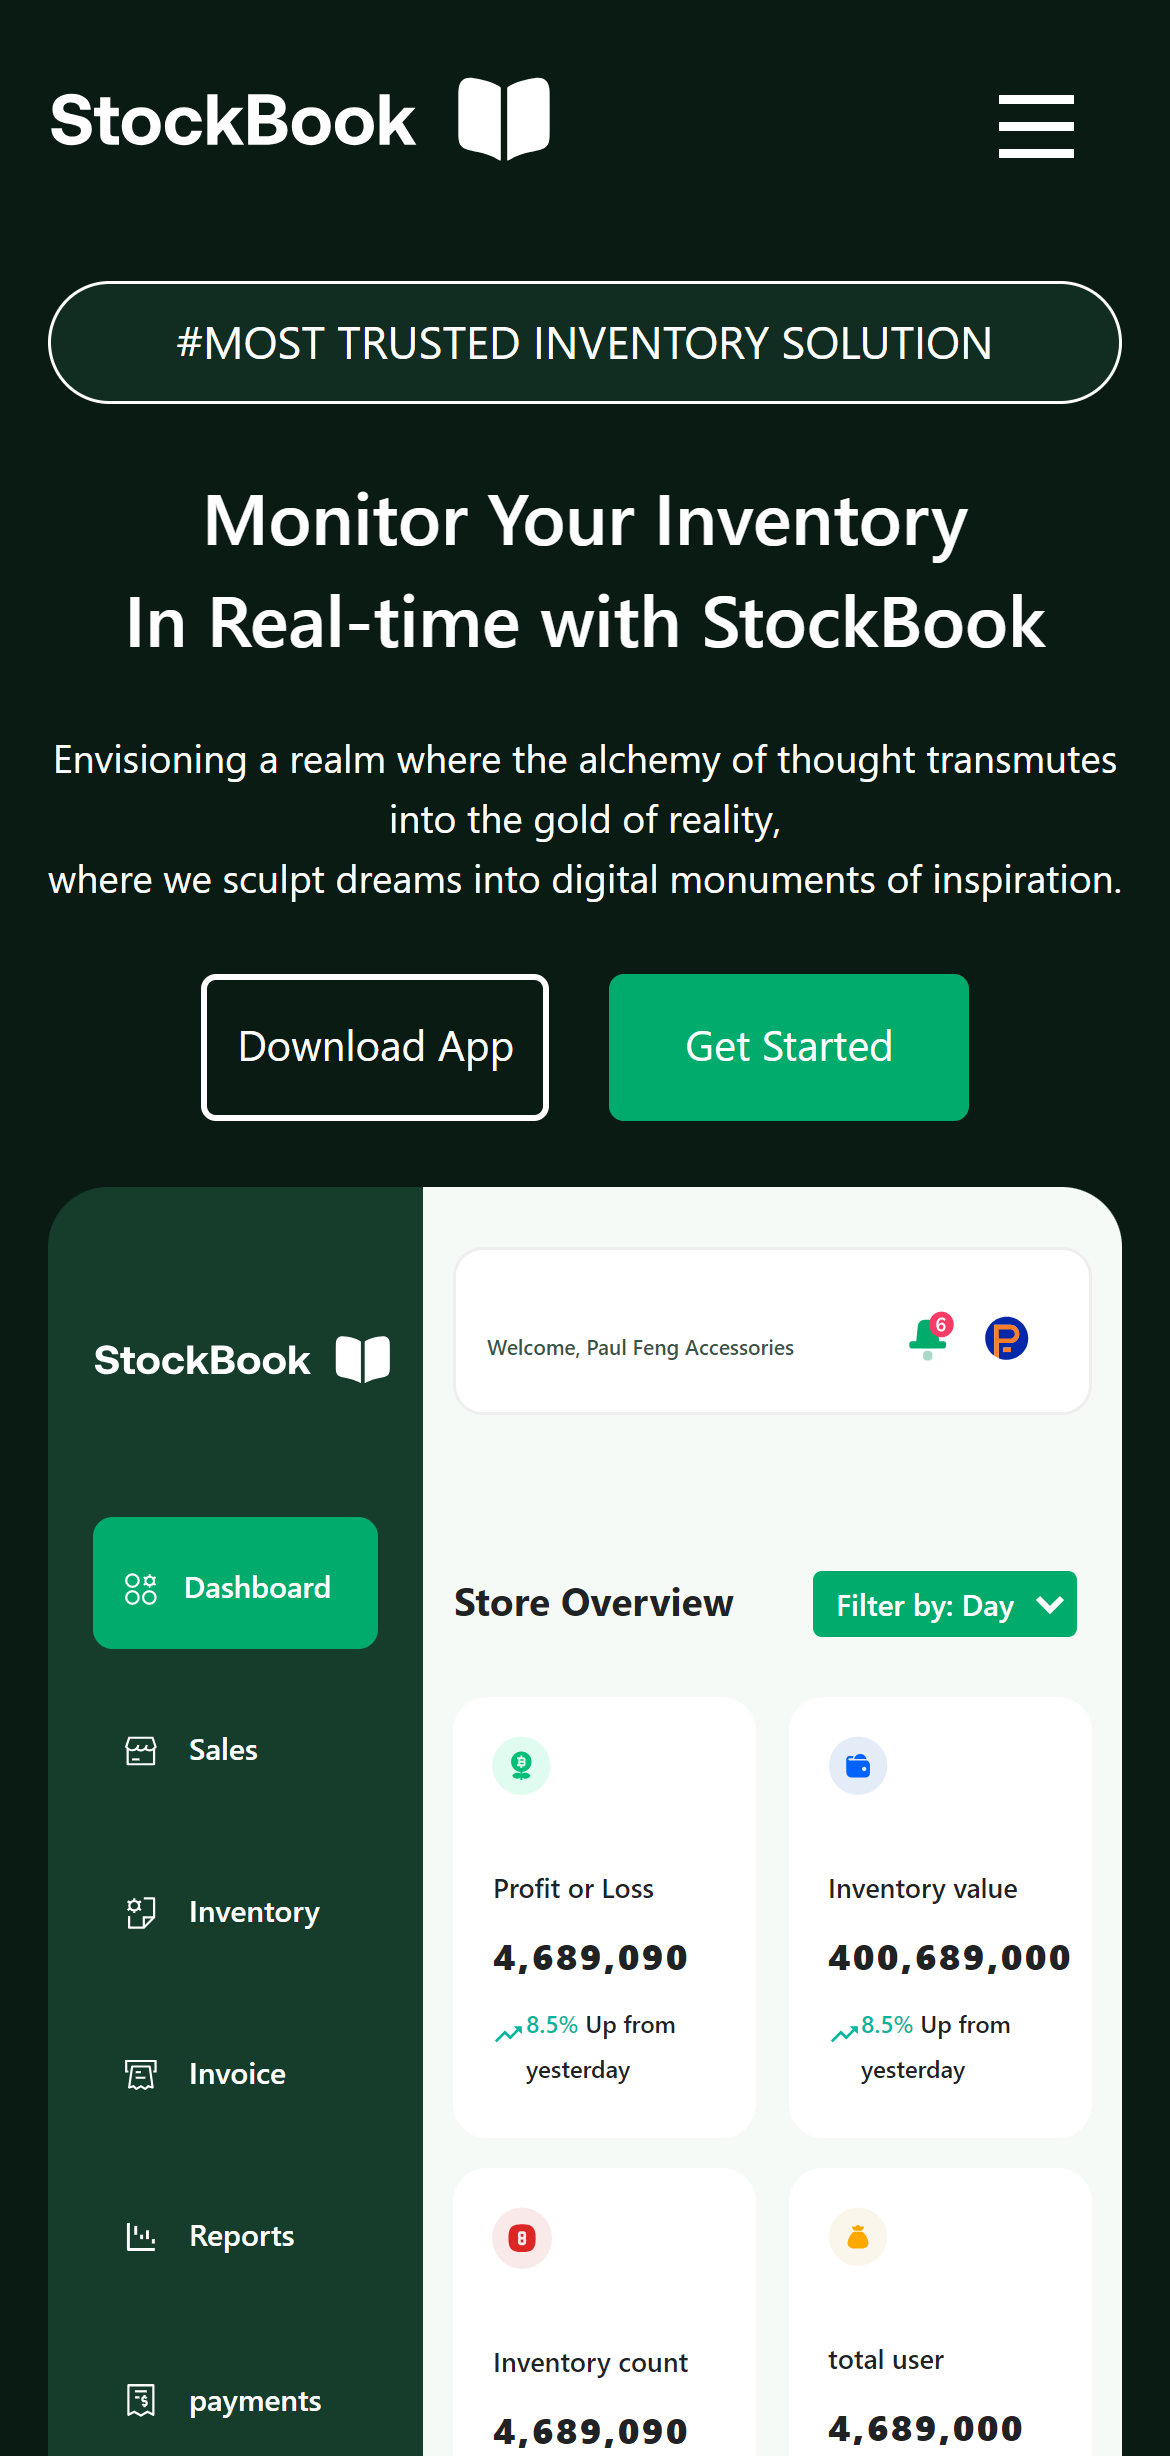 StockBook
#MOST TRUSTED INVENTORY SOLUTION
Monitor Your Inventory
In Real-time with StockBook
Envisioning a realm where the alchemy of thought transmutes
into the gold of reality,
where we sculpt dreams into digital monuments of inspiration.
Download App
Get Started
StockBook
Dashboard
Sales
Inventory
Invoice
Reports
payments
Welcome, Paul Feng Accessories
6
Store Overview
Filter by: Day
Profit or Loss
4,689,090
8.5% Up from
yesterday
Inventory value
400,689,000
8.5% Up from
yesterday
Inventory count
4,689,090
total user
4,689,000